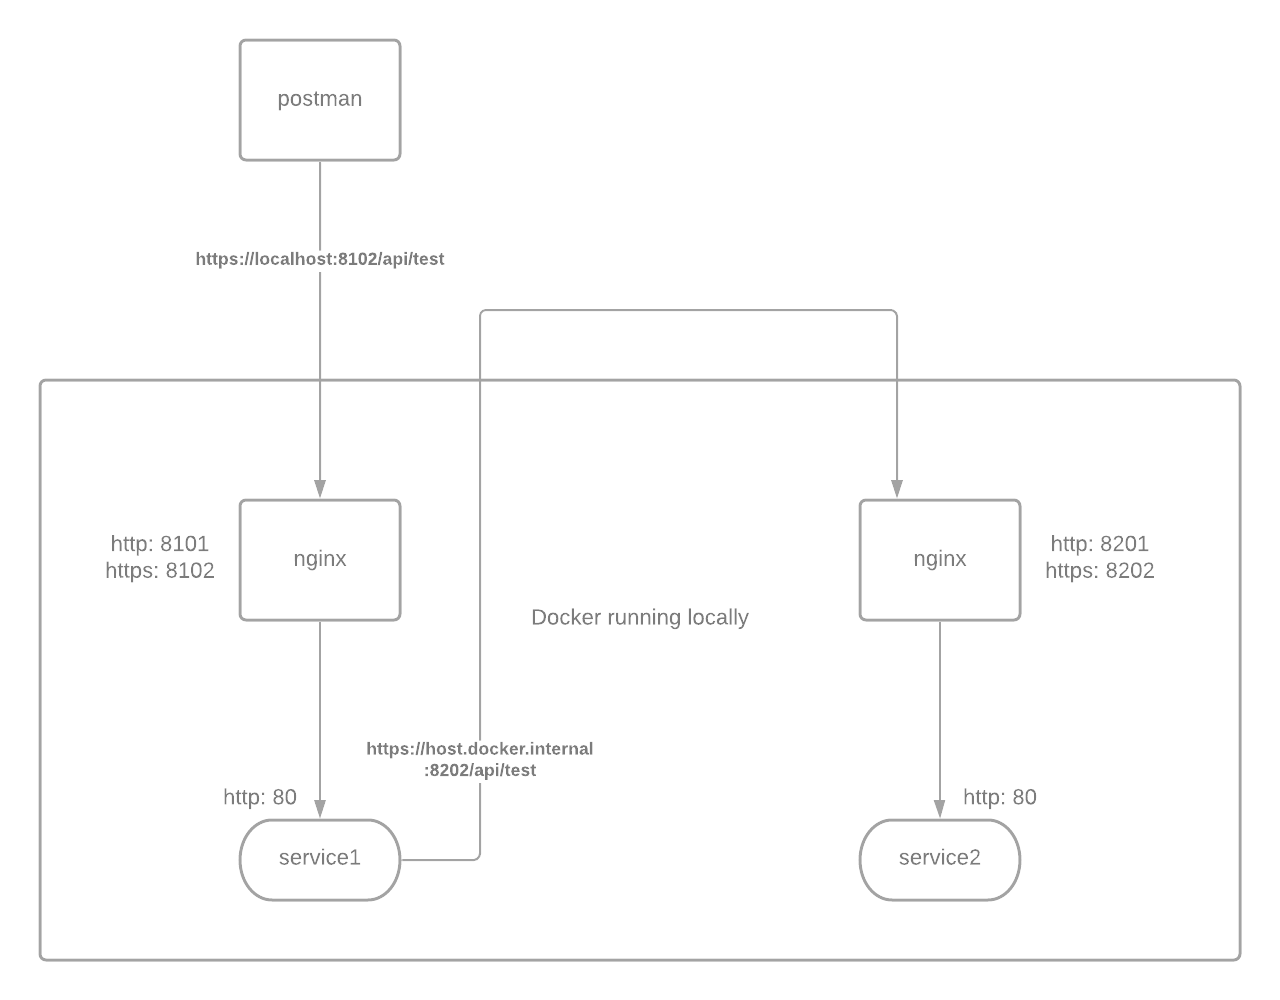 postman
https://localhost:8102/api/test
http: 8101
https: 8102
nginx
nginx
http: 8201
https: 8202
Docker running locally
https://host.docker.internal
:8202/api/test
http: 80
http: 80
service1
service2